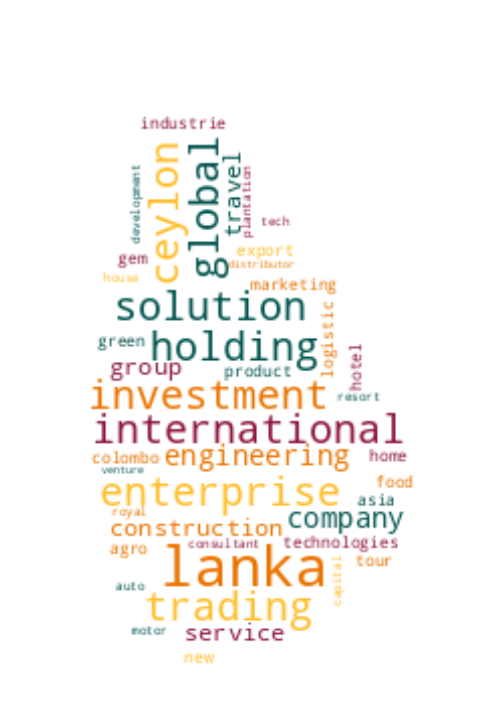 industrie
development
ceylon
global
travel
plantation
tech
gem
export
distributor
house
marketing
solution
logistic
green
holding
hotel
group
product
investment
resort
international
colombo
engineering
home
venture
enterprise
food
asia
royal
company
construction
agro
consultant
technologies
lanka
tour
capital
auto
trading
motor
service
new